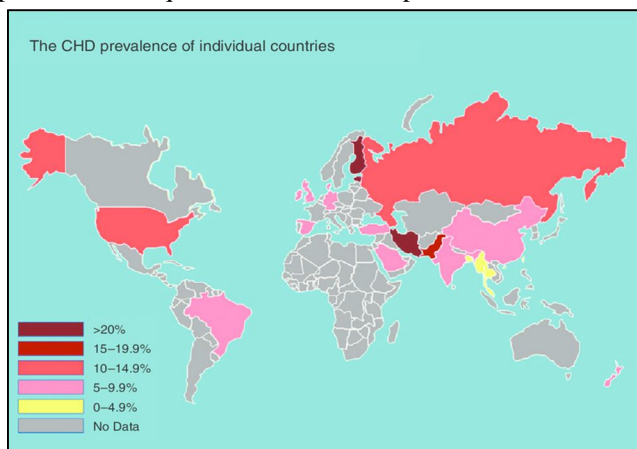 The CHD prevalence of individual countries
>20%
15–19.9%
10–14.9%
5–9.9%
0–4.9%
No Data